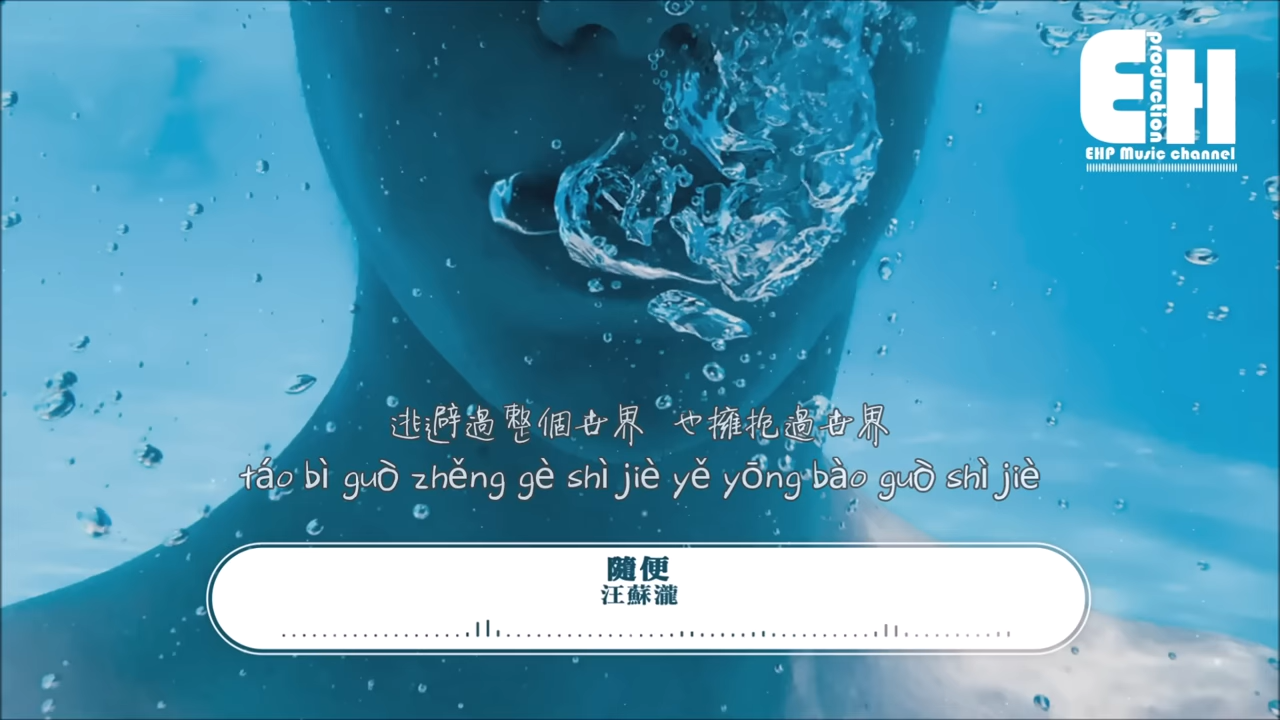 EH
production
EHP Music channel
逃避過整個世界 也擁抱過世界
táo bì guò zhěng gè shì jiè yě yōng bào guò shì jiè
隨便
汪蘇瀧